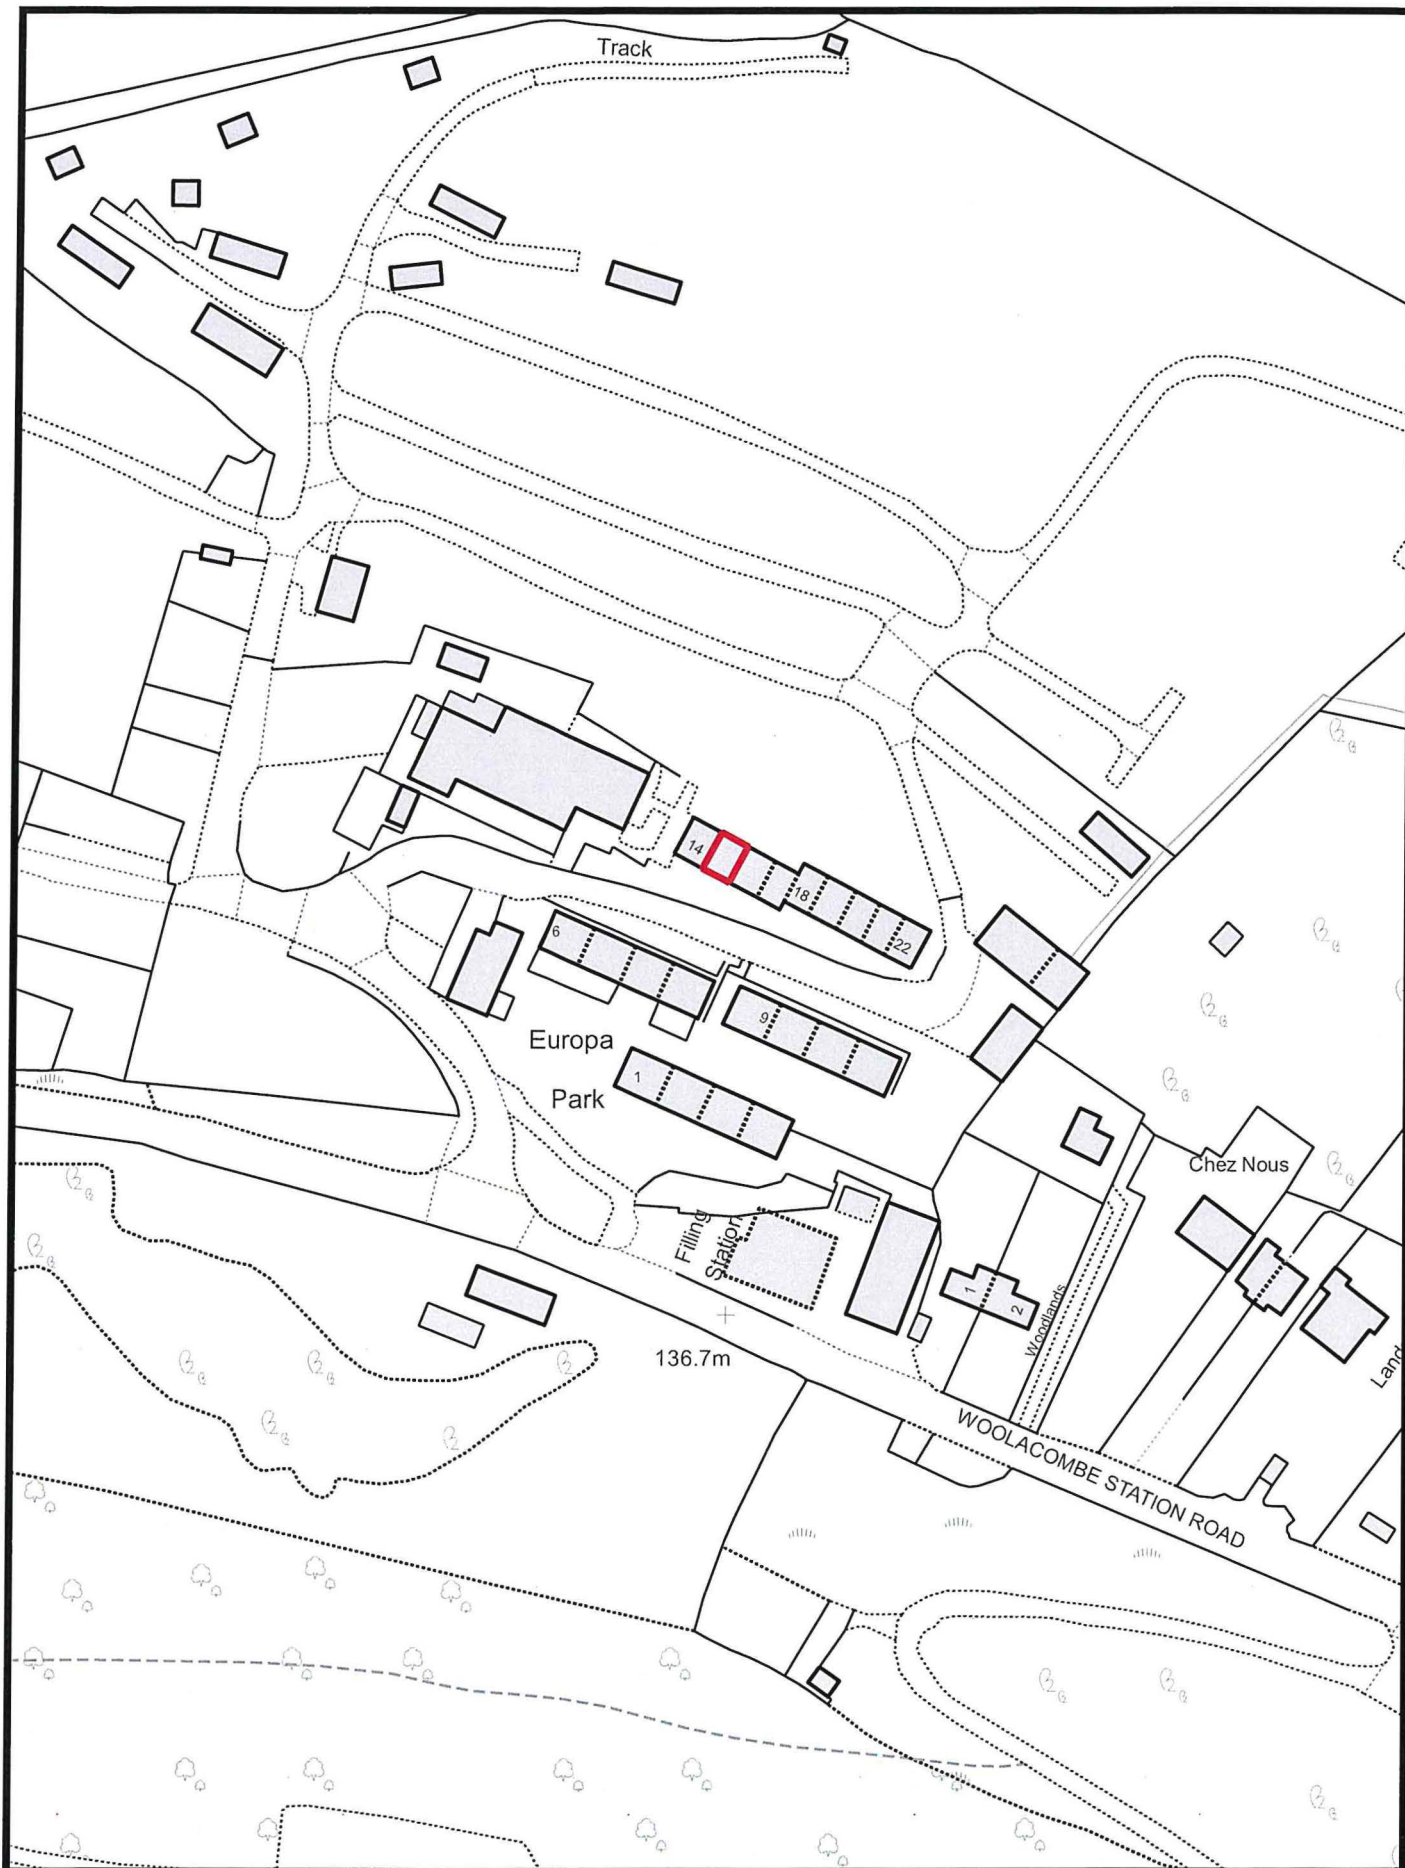 Track
14
18
22
6
9
Europa
1
Park
Chez Nous
Filling
Station
1
2
Woodlands
Land
136.7m
WOOLACOMBE STATION ROAD